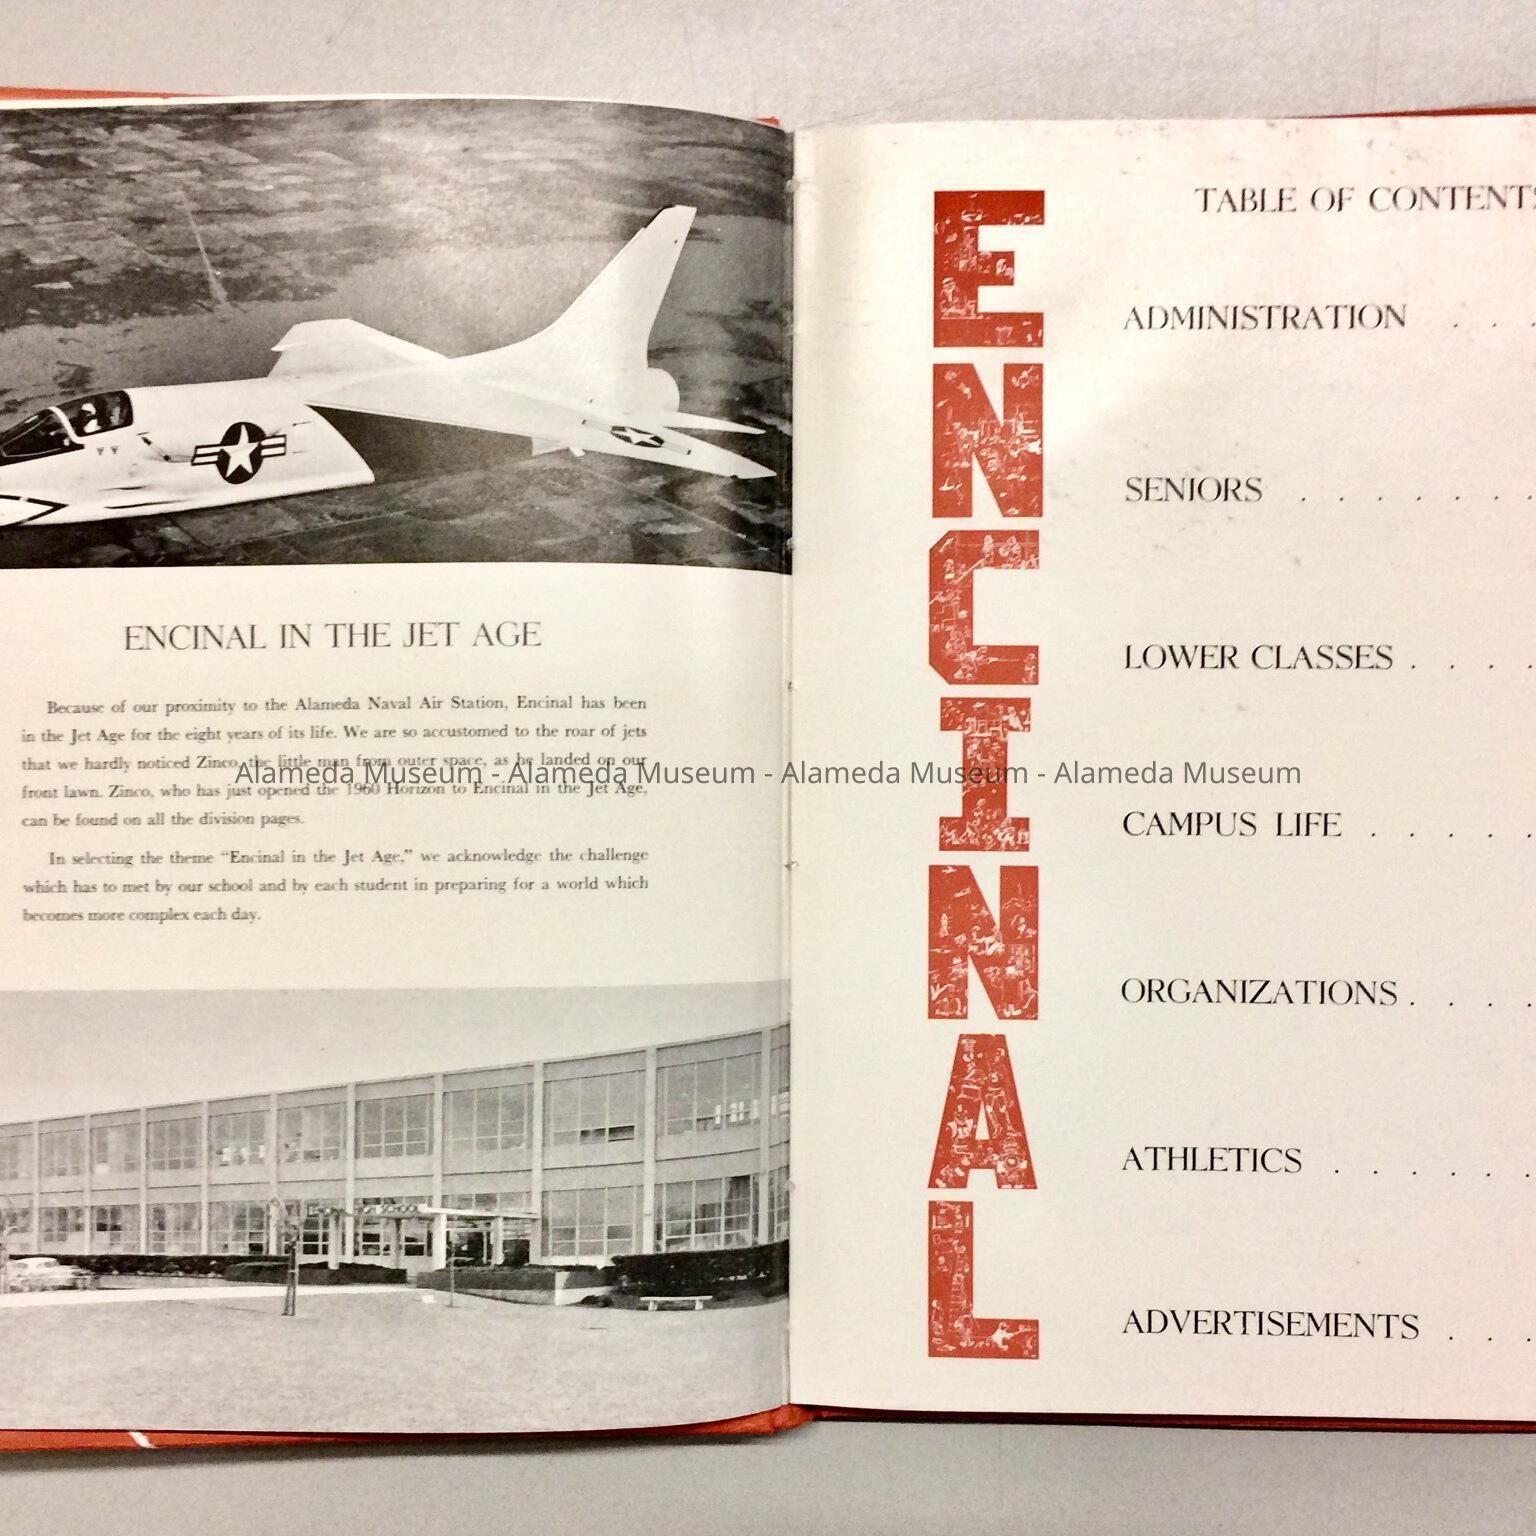 ENCINAL IN THE JET AGE
Because of our proximity to the Alameda Naval Air Station, Encinal has been
in the Jet Age for the eight years of its life. We are so accustomed to the roar of jets
that we hardly noticed Zinco, the little man from outer space, as he landed on our
front lawn. Zinco, who has just opened the 1960 Horizon to Encinal in the Jet Age,
can be found on all the division pages.
In selecting the theme "Encinal in the Jet Age," we acknowledge the challenge
which has to met by our school and by each student in preparing for a world which
becomes more complex each day.
ENCINAL HIGH SCHOOL
ENCINAL
TABLE OF CONTENTS
ADMINISTRATION . . .
SENIORS . . . . . . .
LOWER CLASSES . . . .
CAMPUS LIFE . . . . .
ORGANIZATIONS . . . .
ATHLETICS . . . . . .
ADVERTISEMENTS . . .
Alameda Museum - Alameda Museum - Alameda Museum - Alameda Museum